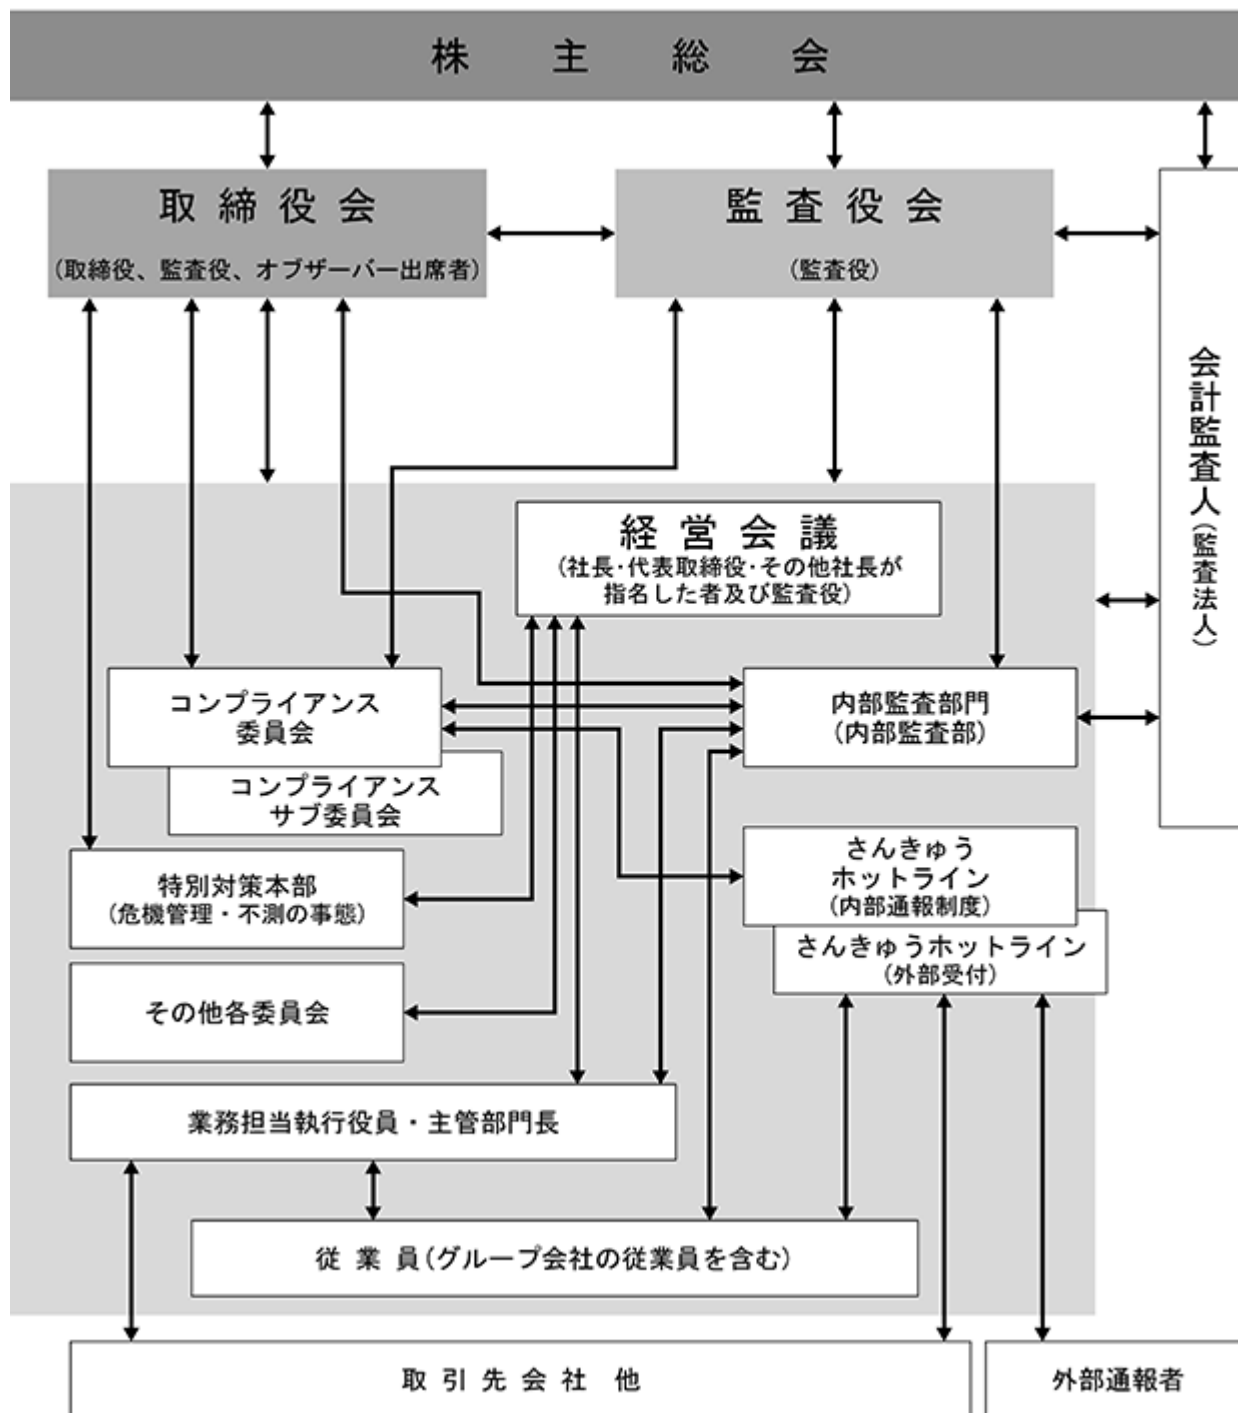 株主総会
取締役会
(取締役、監査役、オブザーバー出席者)
監査役会
(監査役)
会計監査人(監査法人)
経営会議
(社長・代表取締役・その他社長が
指名した者及び監査役)
コンプライアンス
委員会
コンプライアンス
サブ委員会
内部監査部門
(内部監査部)
特別対策本部
(危機管理・不測の事態)
さんきゅう
ホットライン
(内部通報制度)
さんきゅうホットライン
(外部受付)
その他各委員会
業務担当執行役員・主管部門長
従業員(グループ会社の従業員を含む)
取引先会社 他
外部通報者